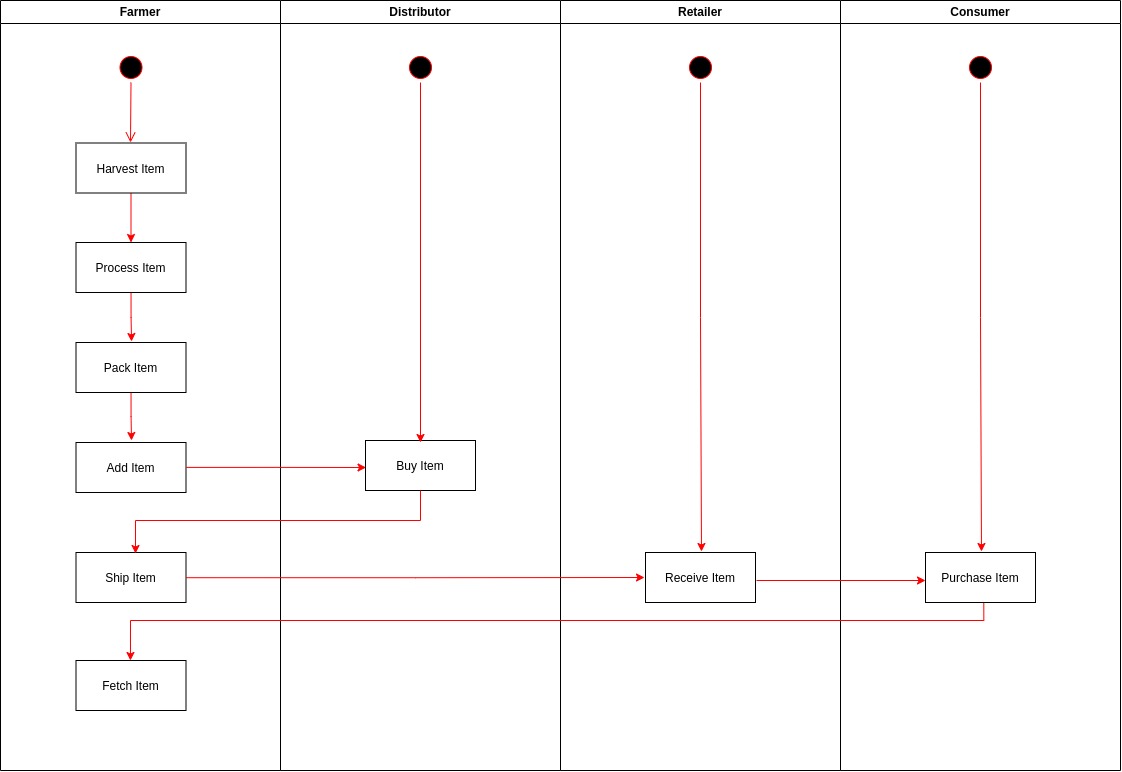 Farmer
Distributor
Retailer
Consumer
Harvest Item
Process Item
Pack Item
Add Item
Buy Item
Ship Item
Receive Item
Purchase Item
Fetch Item